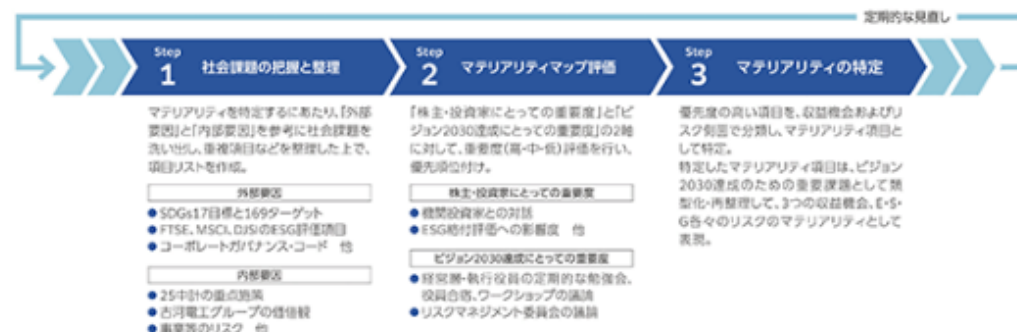 定期的な見直し
Step
1
社会課題の把握と整理
マテリアリティを特定するにあたり、「外部
要因」と「内部要因」を参考に社会課題を
洗い出し、重複項目などを整理した上で、
項目リストを作成。
外部要因
●SDGs17目標と169ターゲット
●FTSE、MSCI、DJSIのESG評価項目
●コーポレートガバナンス・コード 他
内部要因
●25中計の重点施策
●古河電工グループの価値観
●事業等のリスク 他
Step
2
マテリアリティマップ評価
「株主・投資家にとっての重要度」と「ビ
ジョン2030達成にとっての重要度」の2軸
に対して、重要度(高・中・低)評価を行い、
優先順位付け。
株主・投資家にとっての重要度
●機関投資家との対話
●ESG格付評価への影響度 他
ビジョン2030達成にとっての重要度
●経営層・執行役員の定期的な勉強会、
役員合宿、ワークショップの議論
●リスクマネジメント委員会の議論
Step
3
マテリアリティの特定
優先度の高い項目を、収益機会およびリ
スク側面で分類し、マテリアリティ項目と
して特定。
特定したマテリアリティ項目は、ビジョン
2030達成のための重要課題として類
型化・再整理して、3つの収益機会、E・S・
G各々のリスクのマテリアリティとして
表現。